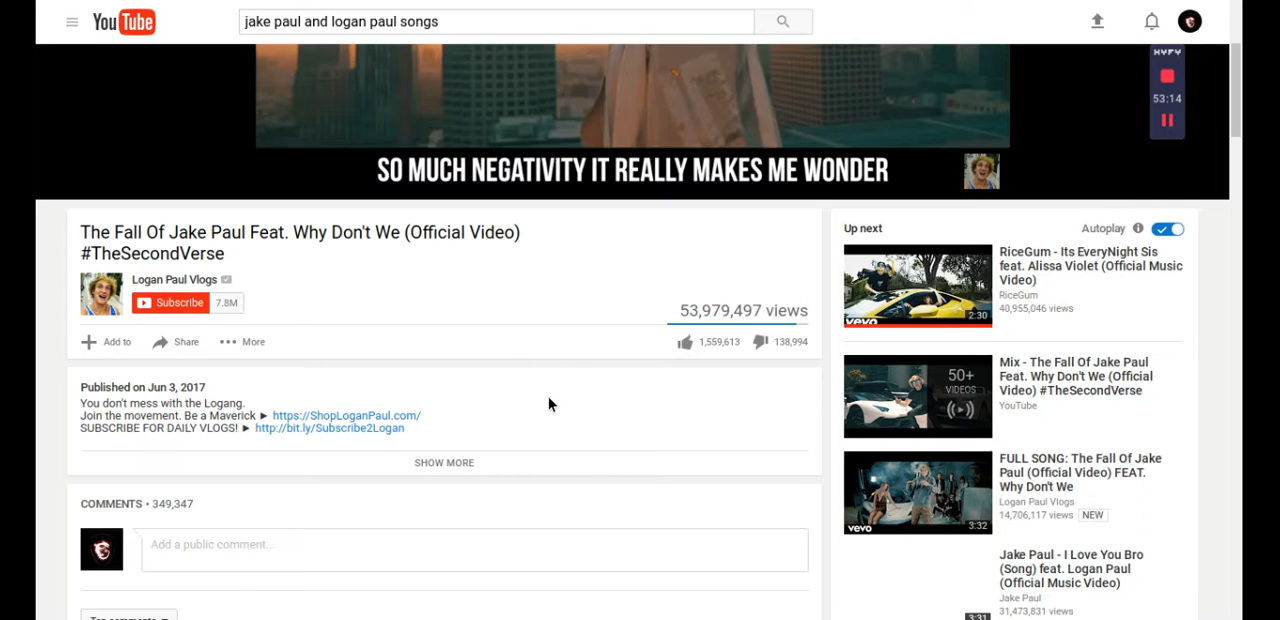 YouTube
jake paul and logan paul songs
53:14
SO MUCH NEGATIVITY IT REALLY MAKES ME WONDER
The Fall Of Jake Paul Feat. Why Don't We (Official Video)
#TheSecondVerse
Logan Paul Vlogs
Subscribe 7.8M
53,979,497 views
Add to Share More
1,559,613 138,994
Published on Jun 3, 2017
You don't mess with the Logang.
Join the movement. Be a Maverick ► https://ShopLoganPaul.com/
SUBSCRIBE FOR DAILY VLOGS! ► http://bit.ly/Subscribe2Logan
SHOW MORE
COMMENTS • 349,347
Add a public comment...
Top comments
Up next Autoplay
RiceGum - Its EveryNight Sis
feat. Alissa Violet (Official Music
Video)
RiceGum
40,955,046 views
vevo 2:30
Mix - The Fall Of Jake Paul
Feat. Why Don't We (Official
Video) #TheSecondVerse
YouTube
50+
VIDEOS
FULL SONG: The Fall Of Jake
Paul (Official Video) FEAT.
Why Don't We
Logan Paul Vlogs
14,706,117 views NEW
vevo 3:32
Jake Paul - I Love You Bro
(Song) feat. Logan Paul
(Official Music Video)
Jake Paul
31,473,831 views
3:31